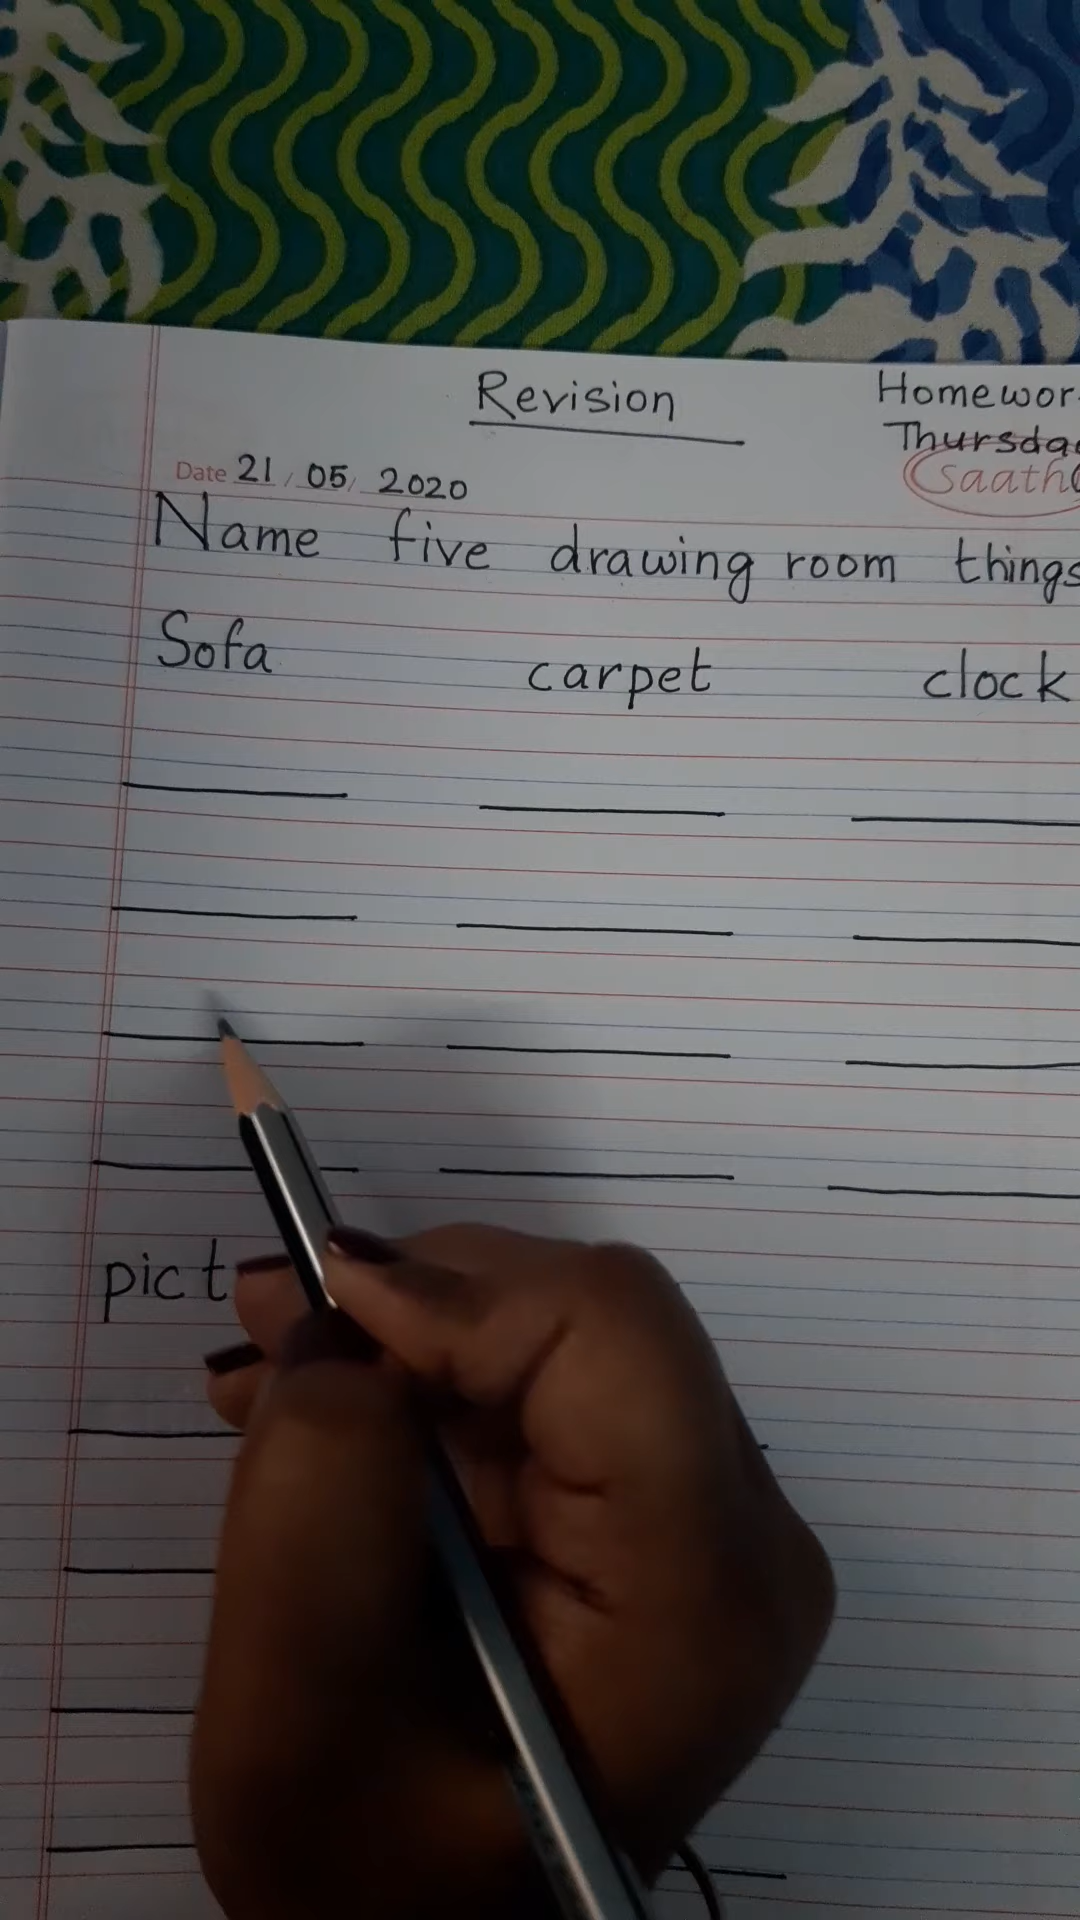 Revision Homewor
Thursda
Date 21/05/2020 saath
Name five drawing room things
Sofa carpet clock
pict